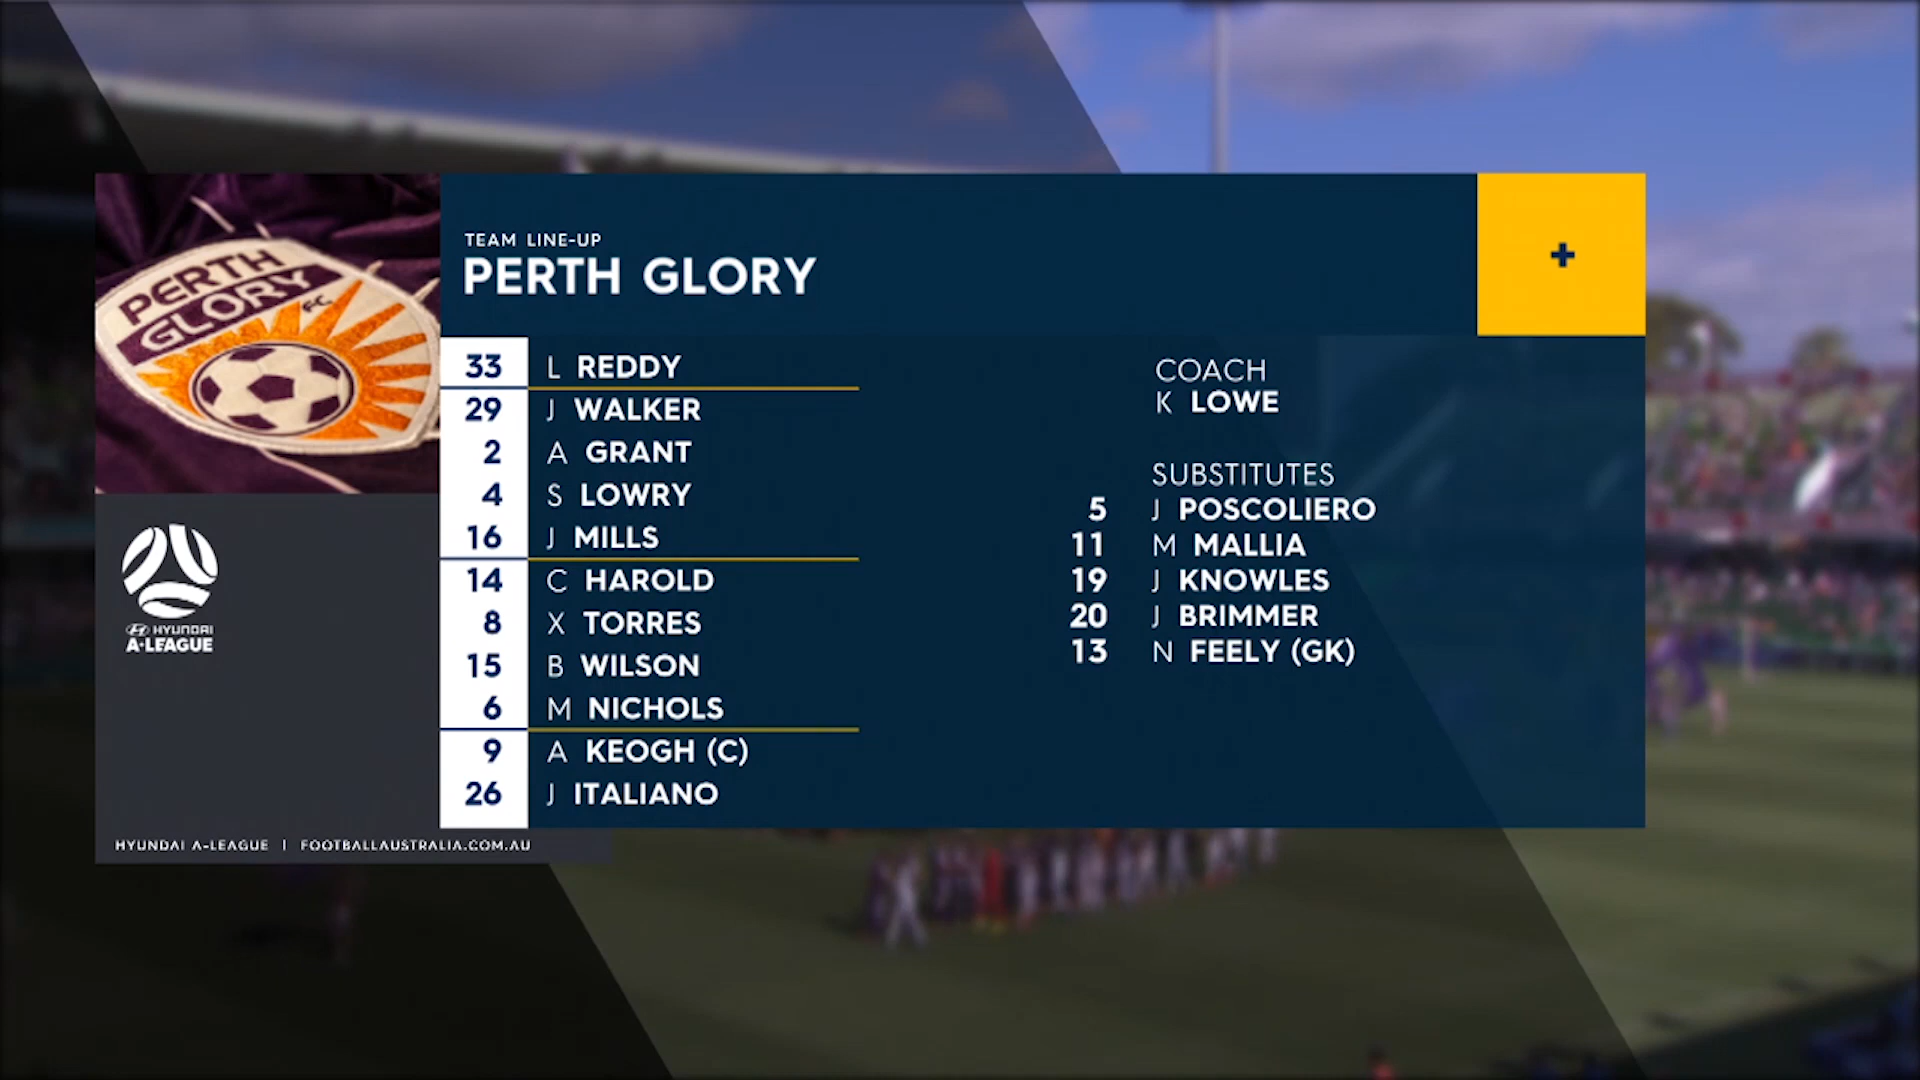 PERTH
GLORY
FC
TEAM LINE-UP
PERTH GLORY
+
33 L REDDY
29 J WALKER
2 A GRANT
4 S LOWRY
16 J MILLS
14 C HAROLD
8 X TORRES
15 B WILSON
6 M NICHOLS
9 A KEOGH (C)
26 J ITALIANO
COACH
K LOWE
SUBSTITUTES
5 J POSCOLIERO
11 M MALLIA
19 J KNOWLES
20 J BRIMMER
13 N FEELY (GK)
HYUNDAI
A-LEAGUE
HYUNDAI A-LEAGUE | FOOTBALLAUSTRALIA.COM.AU